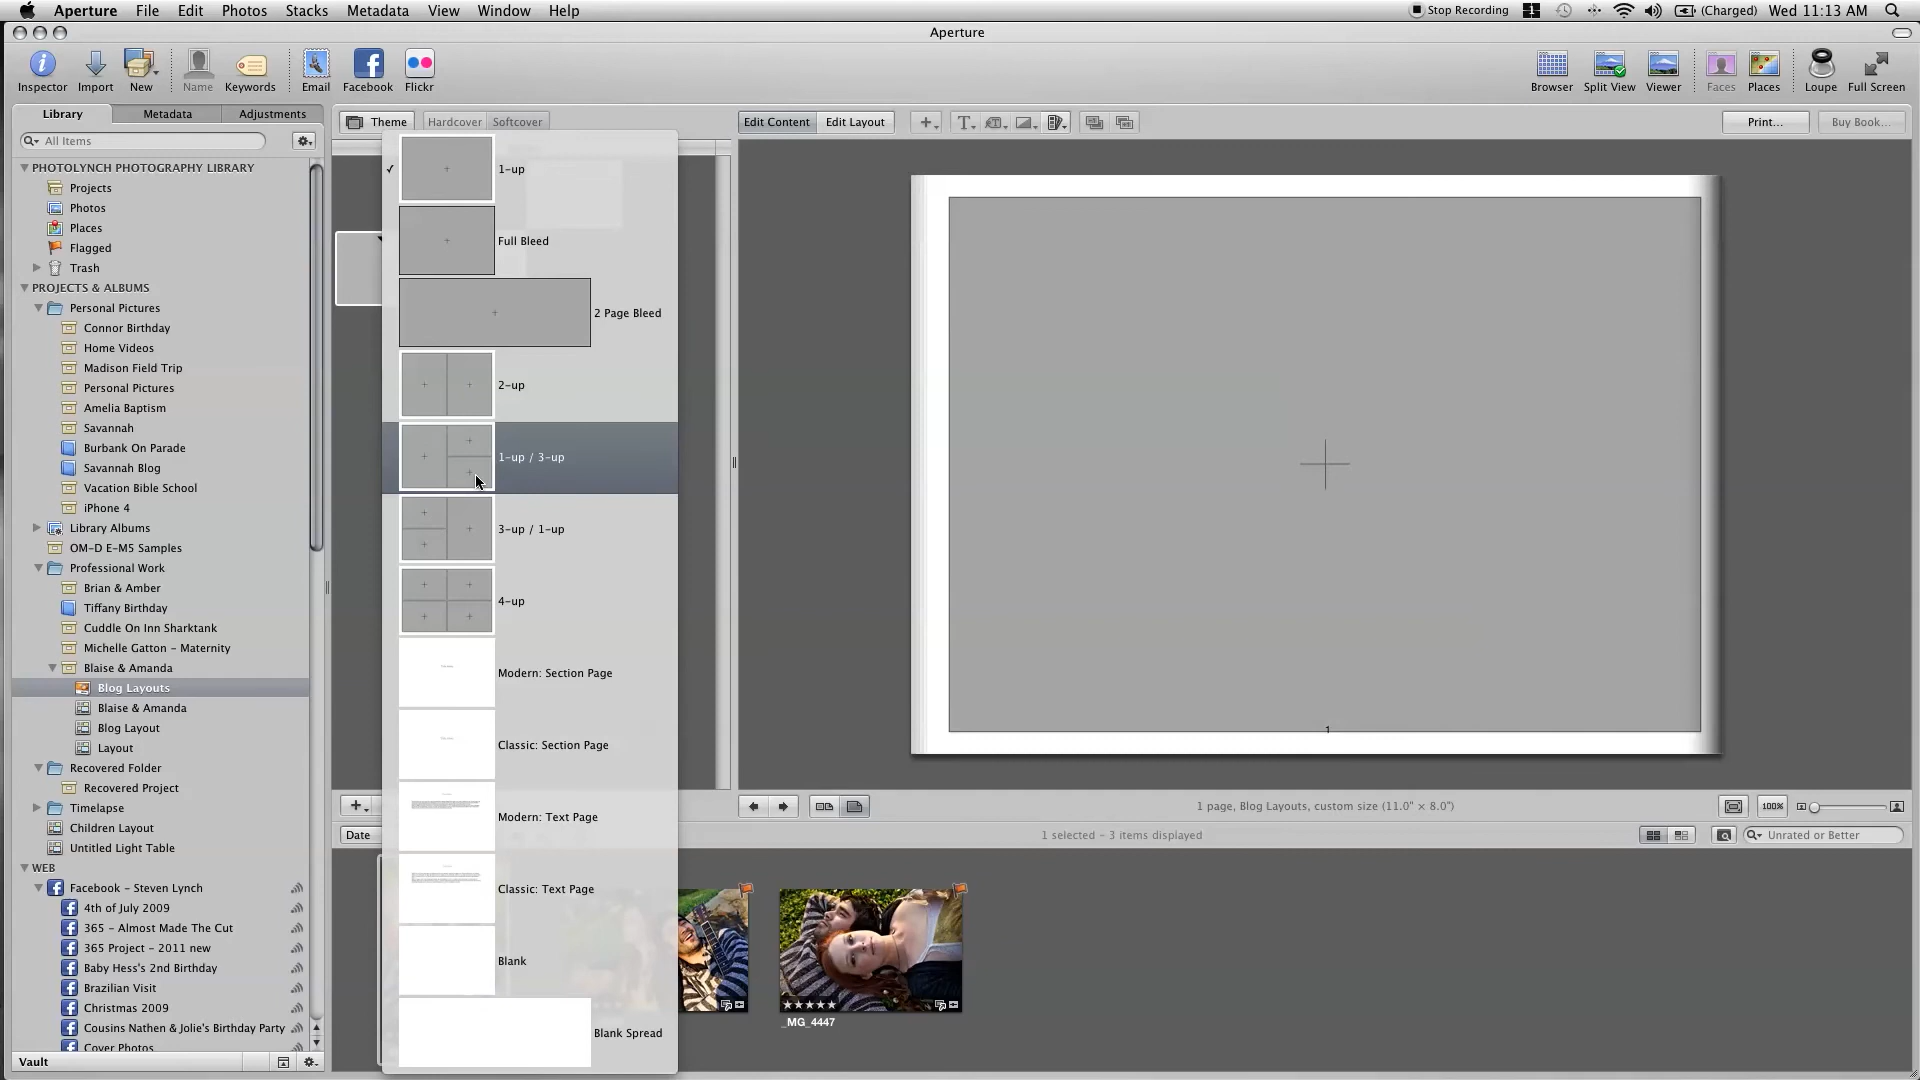 Aperture File Edit Photos Stacks Metadata View Window Help
Stop Recording 1 (Charged) Wed 11:13 AM
Aperture
Inspector Import New Name Keywords Email Facebook Flickr
Browser Split View Viewer Faces Places Loupe Full Screen
Library Metadata Adjustments
Theme Hardcover Softcover
Edit Content Edit Layout
Print... Buy Book...
All Items
PHOTOLYNCH PHOTOGRAPHY LIBRARY
Projects
Photos
Places
Flagged
Trash
PROJECTS & ALBUMS
Personal Pictures
Connor Birthday
Home Videos
Madison Field Trip
Personal Pictures
Amelia Baptism
Savannah
Burbank On Parade
Savannah Blog
Vacation Bible School
iPhone 4
Library Albums
OM-D E-M5 Samples
Professional Work
Brian & Amber
Tiffany Birthday
Cuddle On Inn Sharktank
Michelle Gatton - Maternity
Blaise & Amanda
Blog Layouts
Blaise & Amanda
Blog Layout
Layout
Recovered Folder
Recovered Project
Timelapse
Children Layout
Untitled Light Table
WEB
Facebook - Steven Lynch
4th of July 2009
365 - Almost Made The Cut
365 Project - 2011 new
Baby Hess's 2nd Birthday
Brazilian Visit
Christmas 2009
Cousins Nathen & Jolie's Birthday Party
Cover Photos
Vault
✓ 1-up
Full Bleed
2 Page Bleed
2-up
1-up / 3-up
3-up / 1-up
4-up
Modern: Section Page
Classic: Section Page
Modern: Text Page
Classic: Text Page
Blank
Blank Spread
1
1 page, Blog Layouts, custom size (11.0" × 8.0")
100%
Date
1 selected - 3 items displayed
Unrated or Better
★★★★★
_MG_4447